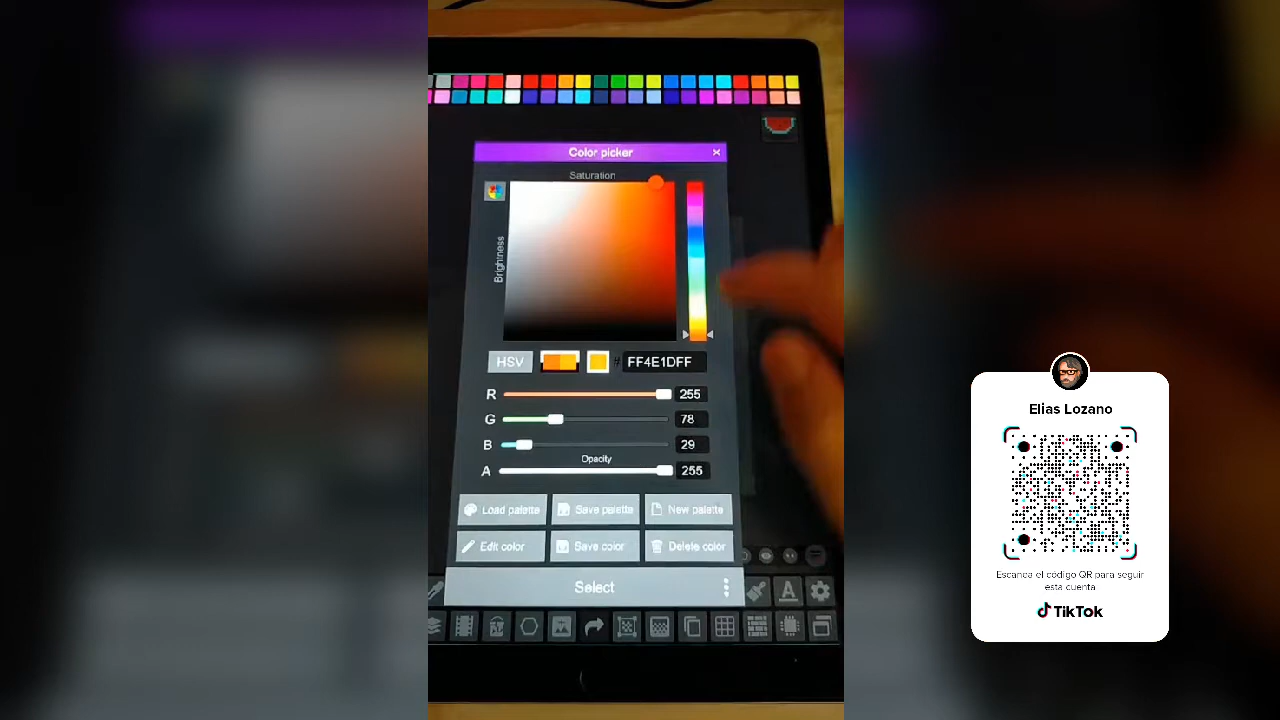 Color picker
Saturation
Brightness
HSV
# FF4E1DFF
R 255
G 78
B 29
Opacity
A 255
Load palette
Save palette
New palette
Edit color
Save color
Delete color
Select
A
Elias Lozano
Escanea el código QR para seguir
esta cuenta
TikTok